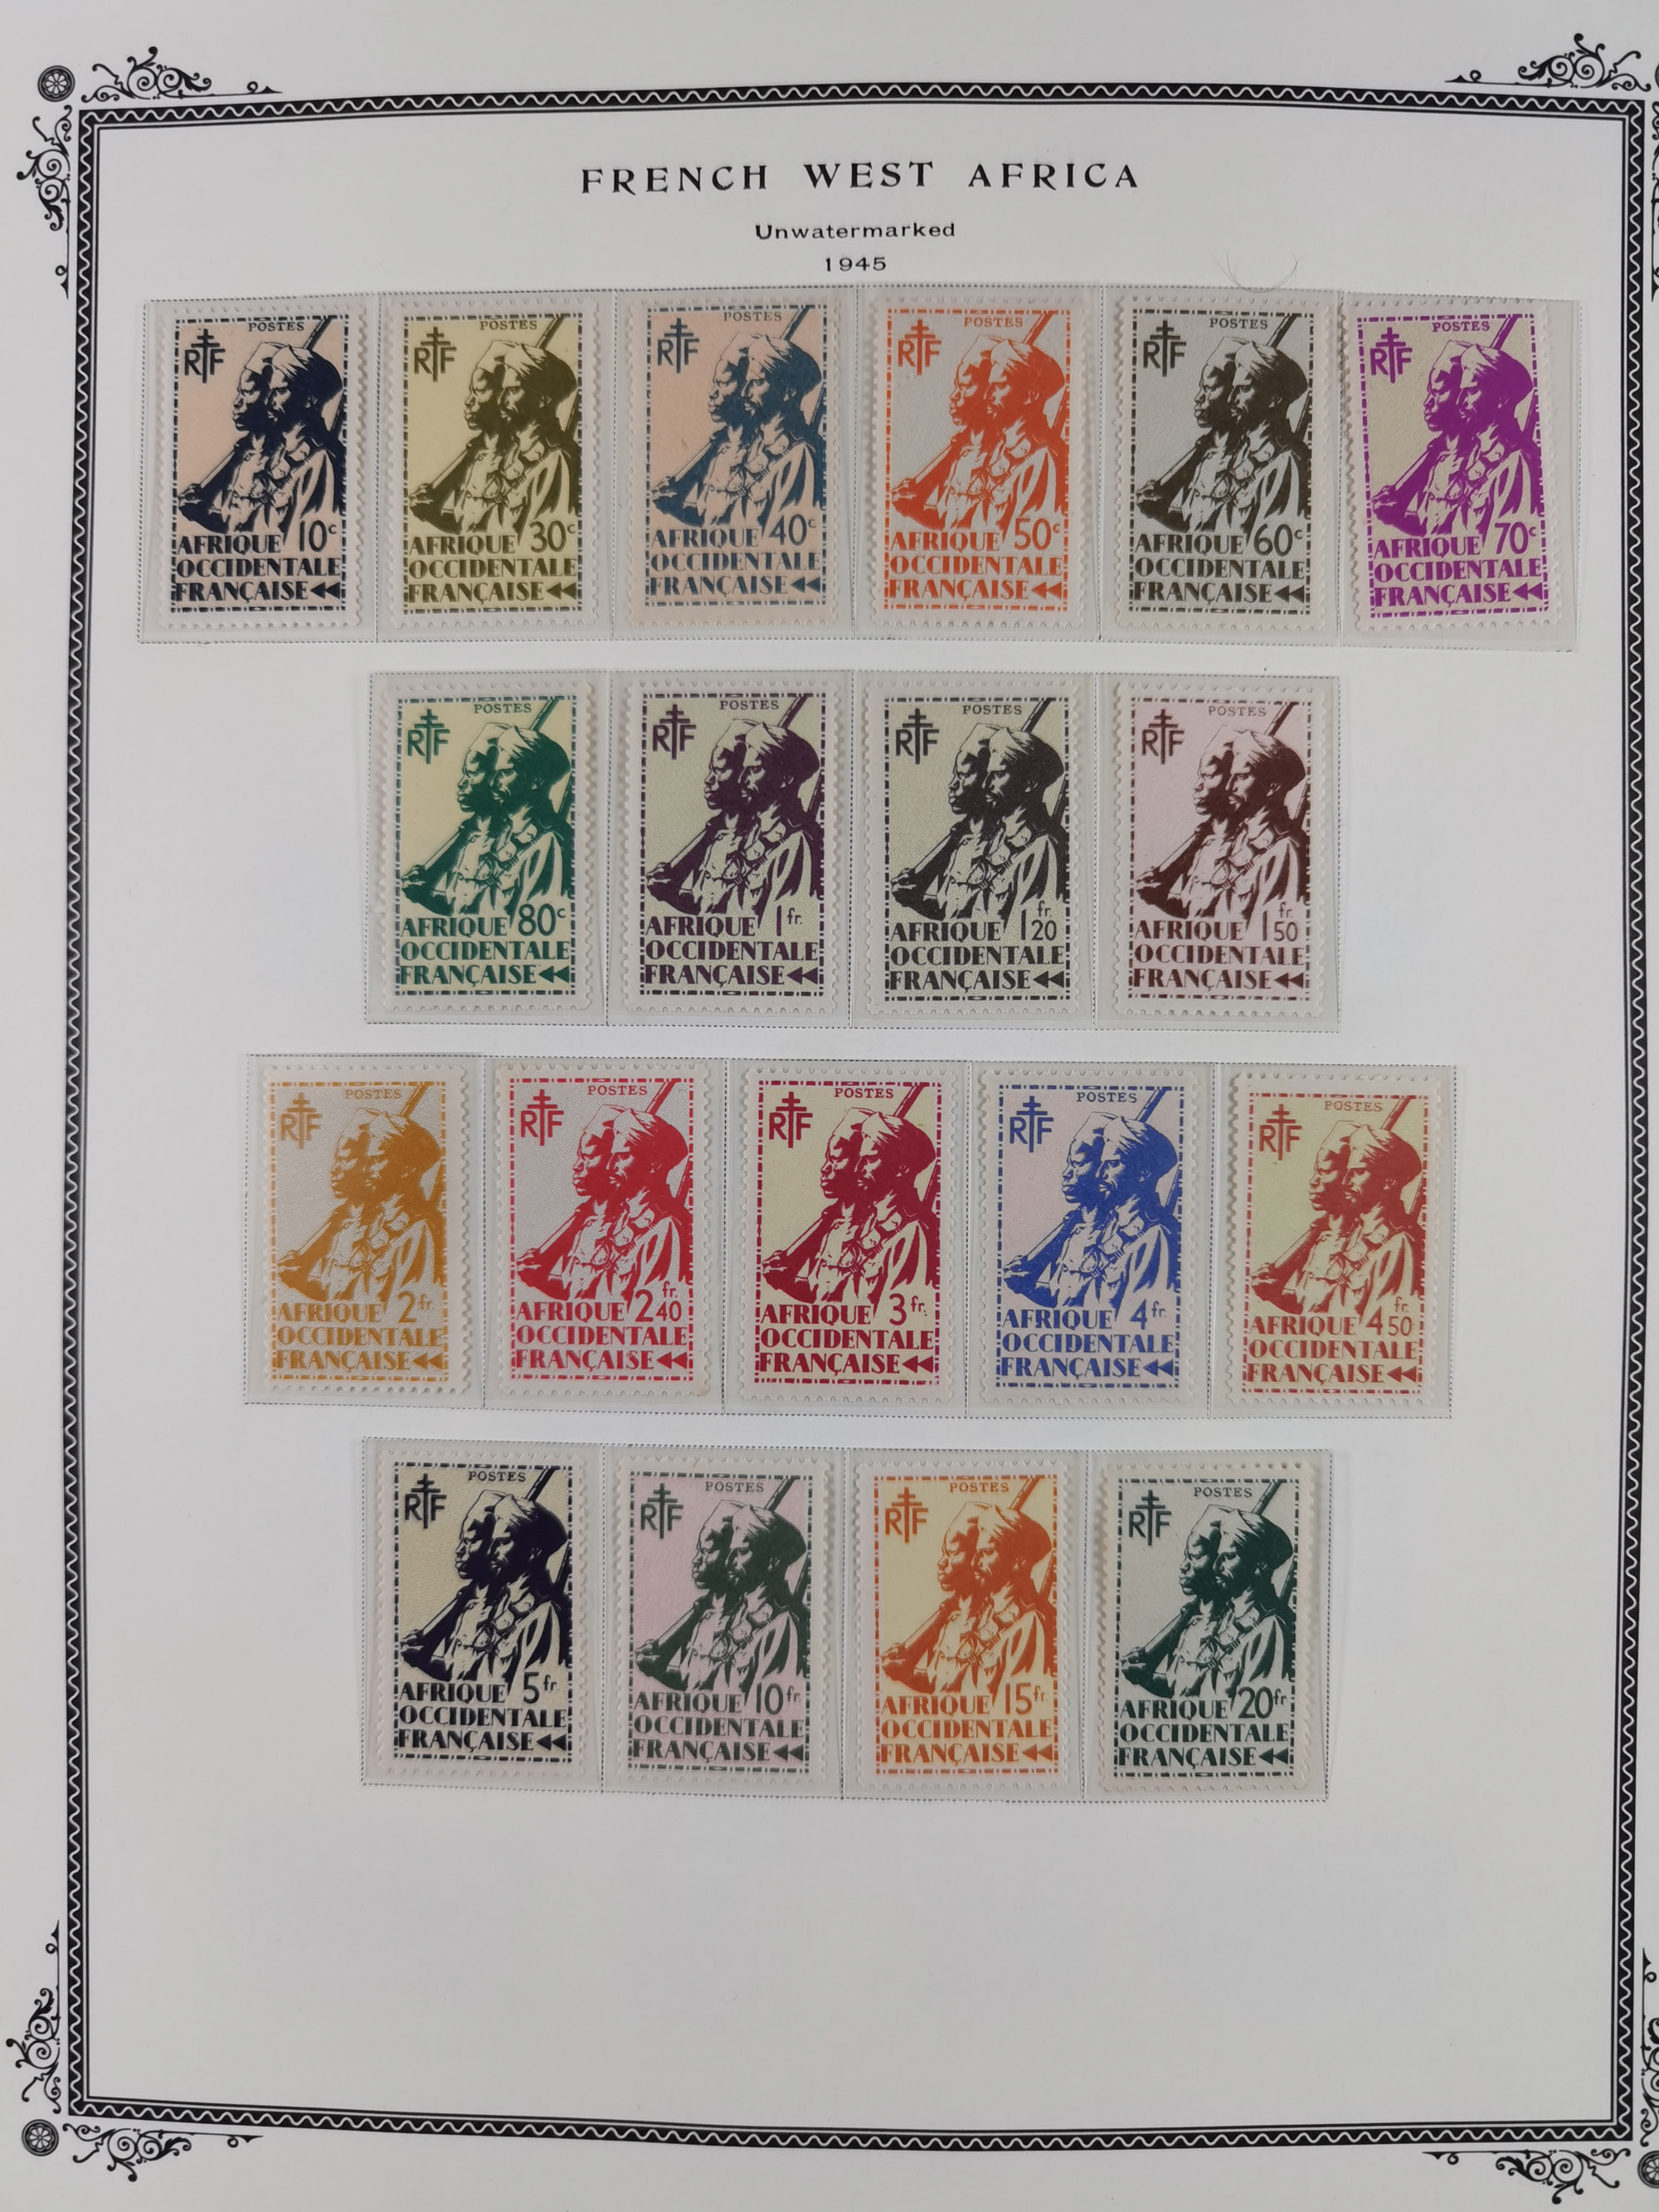 FRENCH WEST AFRICA
Unwatermarked
1945
POSTES
RF
10c
AFRIQUE
OCCIDENTALE
FRANÇAISE
POSTES
RF
30c
AFRIQUE
OCCIDENTALE
FRANÇAISE
POSTES
RF
40c
AFRIQUE
OCCIDENTALE
FRANÇAISE
POSTES
RF
50c
AFRIQUE
OCCIDENTALE
FRANÇAISE
POSTES
RF
60c
AFRIQUE
OCCIDENTALE
FRANÇAISE
POSTES
RF
70c
AFRIQUE
OCCIDENTALE
FRANÇAISE
POSTES
RF
80c
AFRIQUE
OCCIDENTALE
FRANÇAISE
POSTES
RF
1fr.
AFRIQUE
OCCIDENTALE
FRANÇAISE
POSTES
RF
1fr.20
AFRIQUE
OCCIDENTALE
FRANÇAISE
POSTES
RF
1fr.50
AFRIQUE
OCCIDENTALE
FRANÇAISE
POSTES
RF
2fr.
AFRIQUE
OCCIDENTALE
FRANÇAISE
POSTES
RF
2fr.40
AFRIQUE
OCCIDENTALE
FRANÇAISE
POSTES
RF
3fr.
AFRIQUE
OCCIDENTALE
FRANÇAISE
POSTES
RF
4fr.
AFRIQUE
OCCIDENTALE
FRANÇAISE
POSTES
RF
4fr.50
AFRIQUE
OCCIDENTALE
FRANÇAISE
POSTES
RF
5fr.
AFRIQUE
OCCIDENTALE
FRANÇAISE
POSTES
RF
10fr.
AFRIQUE
OCCIDENTALE
FRANÇAISE
POSTES
RF
15fr.
AFRIQUE
OCCIDENTALE
FRANÇAISE
POSTES
RF
20fr.
AFRIQUE
OCCIDENTALE
FRANÇAISE